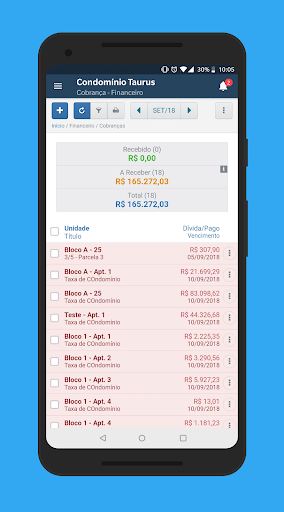 30% 10:05
Condomínio Taurus
Cobrança - Financeiro
2
SET/18
Início / Financeiro / Cobranças
Recebido (0)
R$ 0,00
A Receber (18)
R$ 165.272,03
Total (18)
R$ 165.272,03
Unidade Dívida/Pago
Título Vencimento
Bloco A - 25 R$ 307,90
3/5 - Parcela 3 05/09/2018
Bloco A - Apt. 1 R$ 21.699,29
Taxa de COndomínio 10/09/2018
Bloco A - 25 R$ 83.098,62
Taxa de COndomínio 10/09/2018
Teste - Apt. 1 R$ 44.326,68
Taxa de COndomínio 10/09/2018
Bloco 1 - Apt. 1 R$ 2.225,35
Taxa de COndomínio 10/09/2018
Bloco 1 - Apt. 2 R$ 3.290,56
Taxa de COndomínio 10/09/2018
Bloco 1 - Apt. 3 R$ 5.927,23
Taxa de COndomínio 10/09/2018
Bloco 1 - Apt. 4 R$ 13,01
Taxa de COndomínio 10/09/2018
Bloco 1 - Apt. 4 R$ 1.181,23